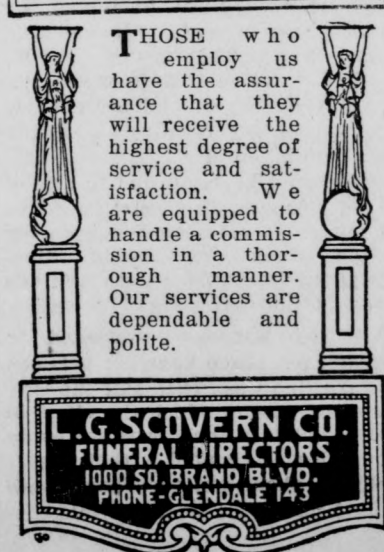 THOSE who
employ us
have the assur-
ance that they
will receive the
highest degree of
service and sat-
isfaction. We
are equipped to
handle a commis-
sion in a thor-
ough manner.
Our services are
dependable and
polite.
L.G. SCOVERN CO.
FUNERAL DIRECTORS
1000 SO. BRAND BLVD.
PHONE-GLENDALE 143